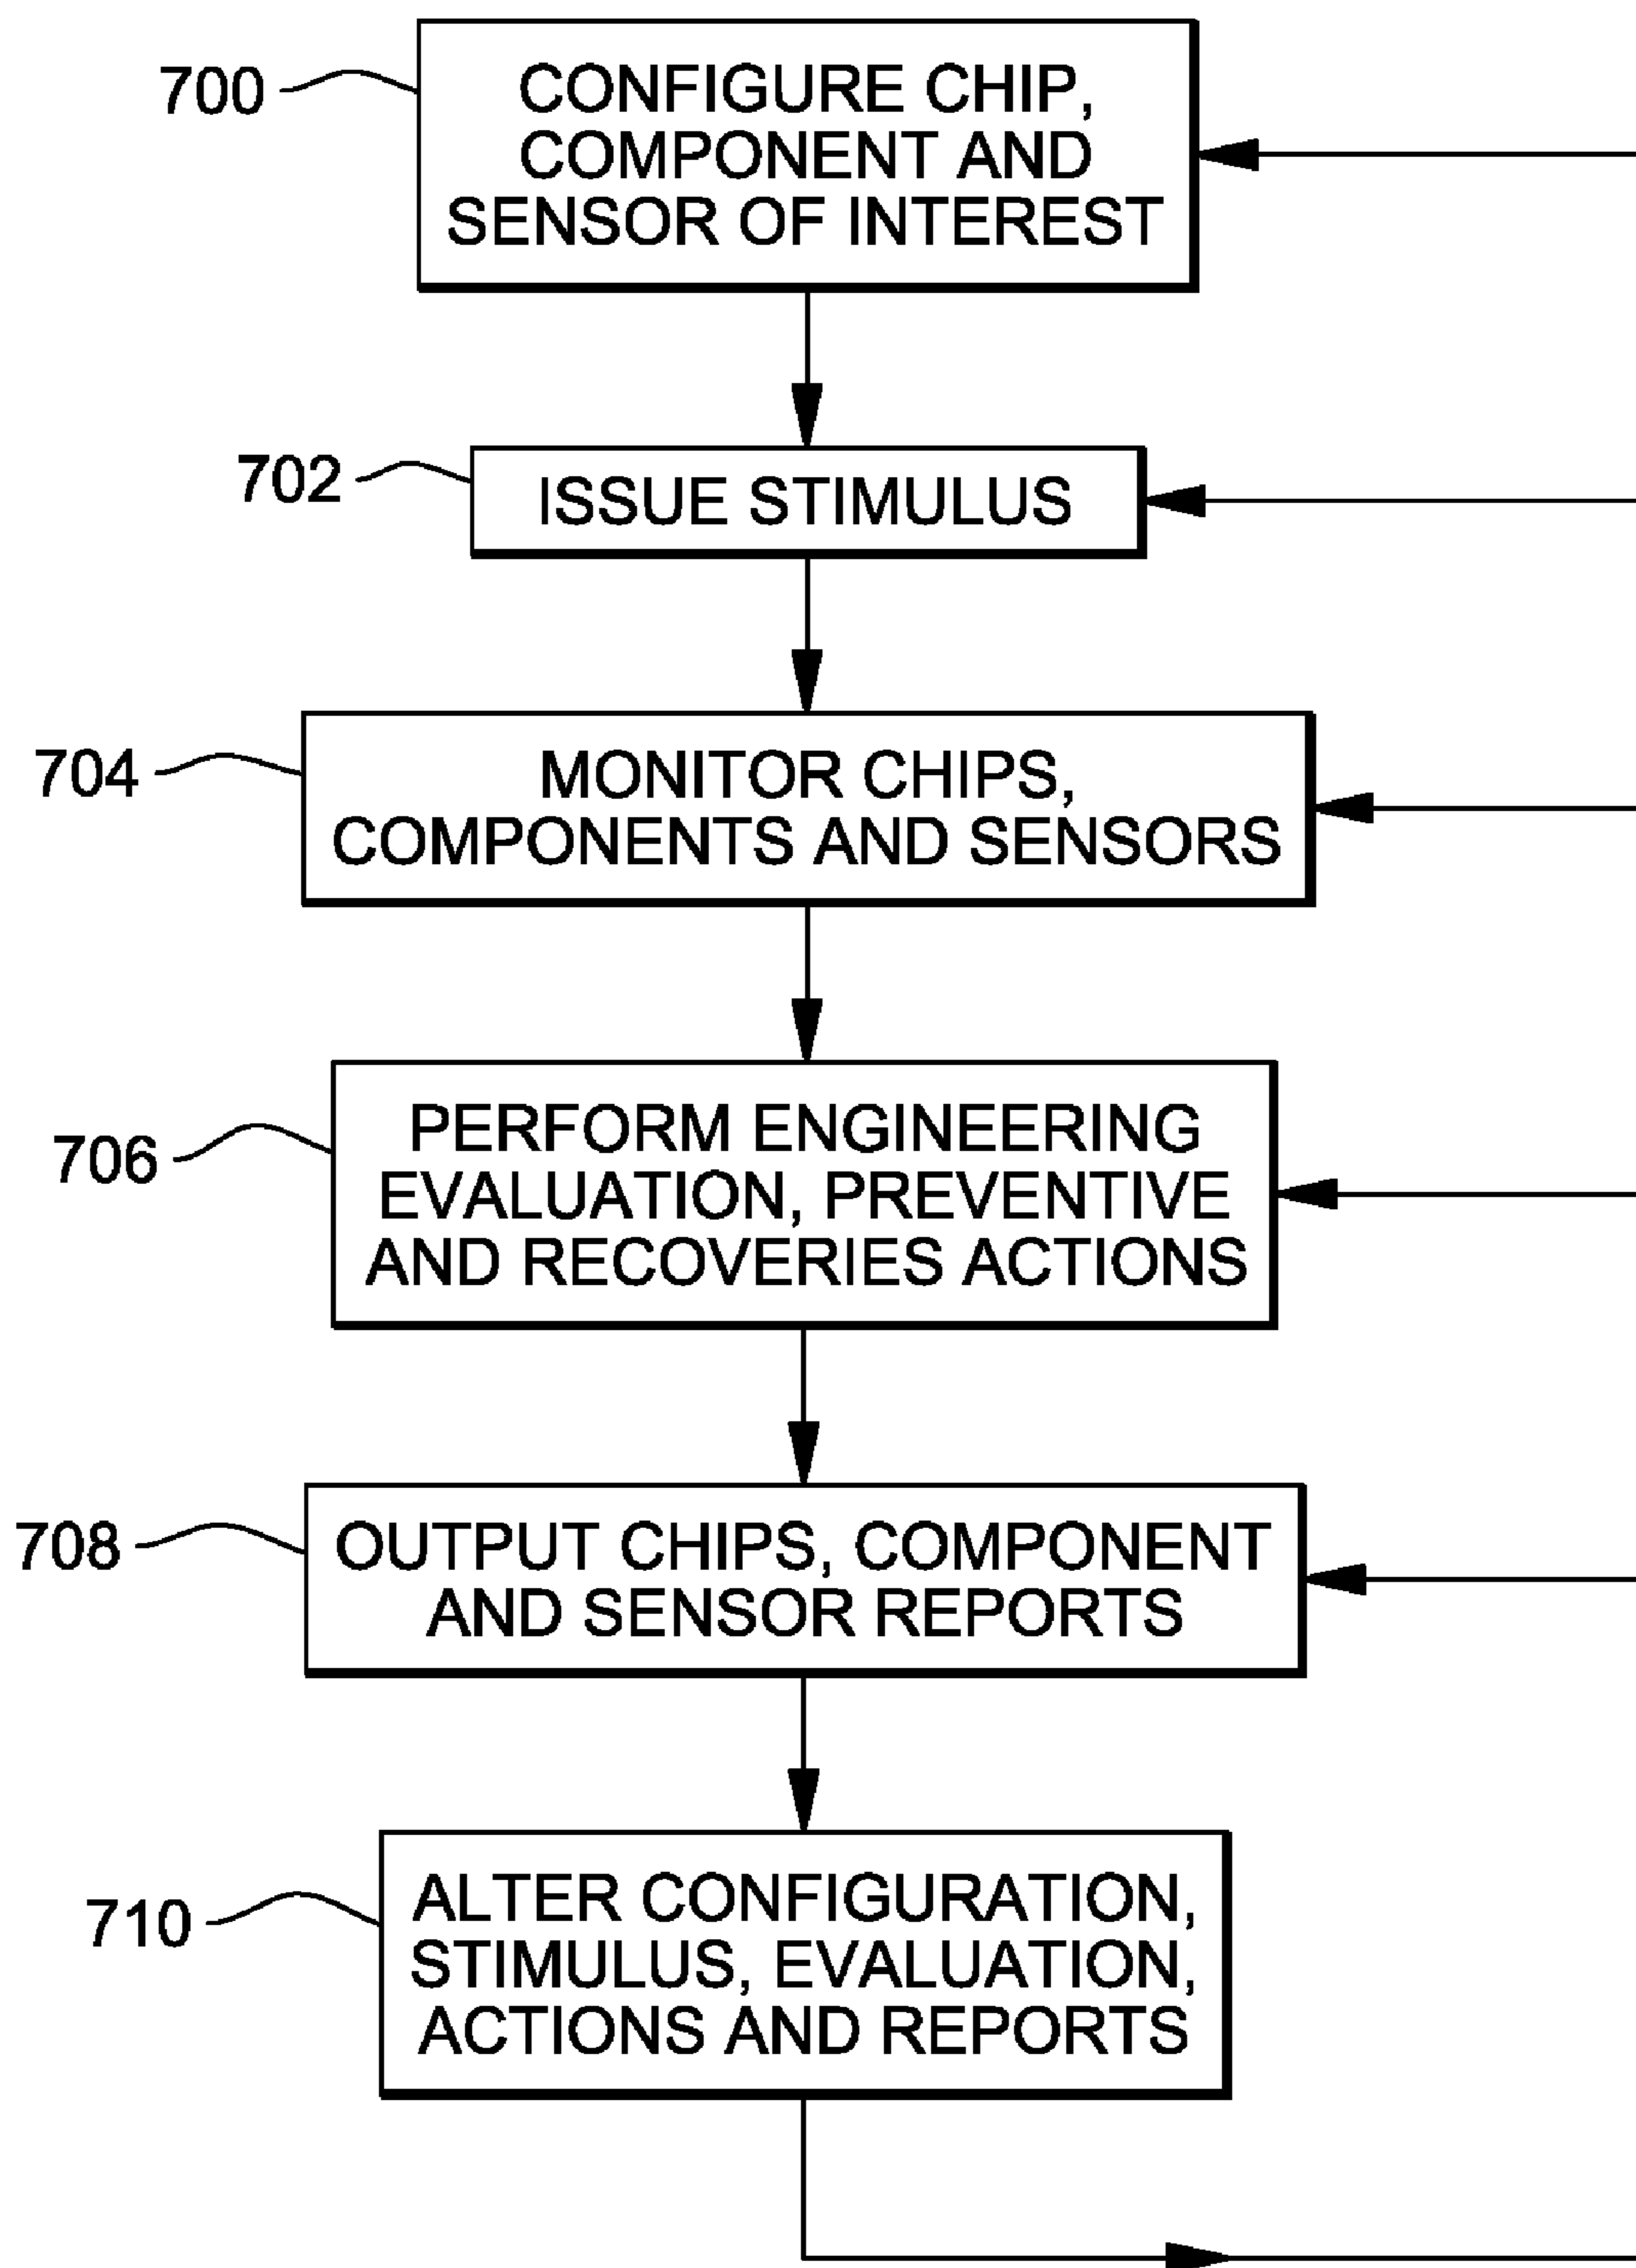 700
CONFIGURE CHIP,
COMPONENT AND
SENSOR OF INTEREST
702
ISSUE STIMULUS
704
MONITOR CHIPS,
COMPONENTS AND SENSORS
706
PERFORM ENGINEERING
EVALUATION, PREVENTIVE
AND RECOVERIES ACTIONS
708
OUTPUT CHIPS, COMPONENT
AND SENSOR REPORTS
710
ALTER CONFIGURATION,
STIMULUS, EVALUATION,
ACTIONS AND REPORTS